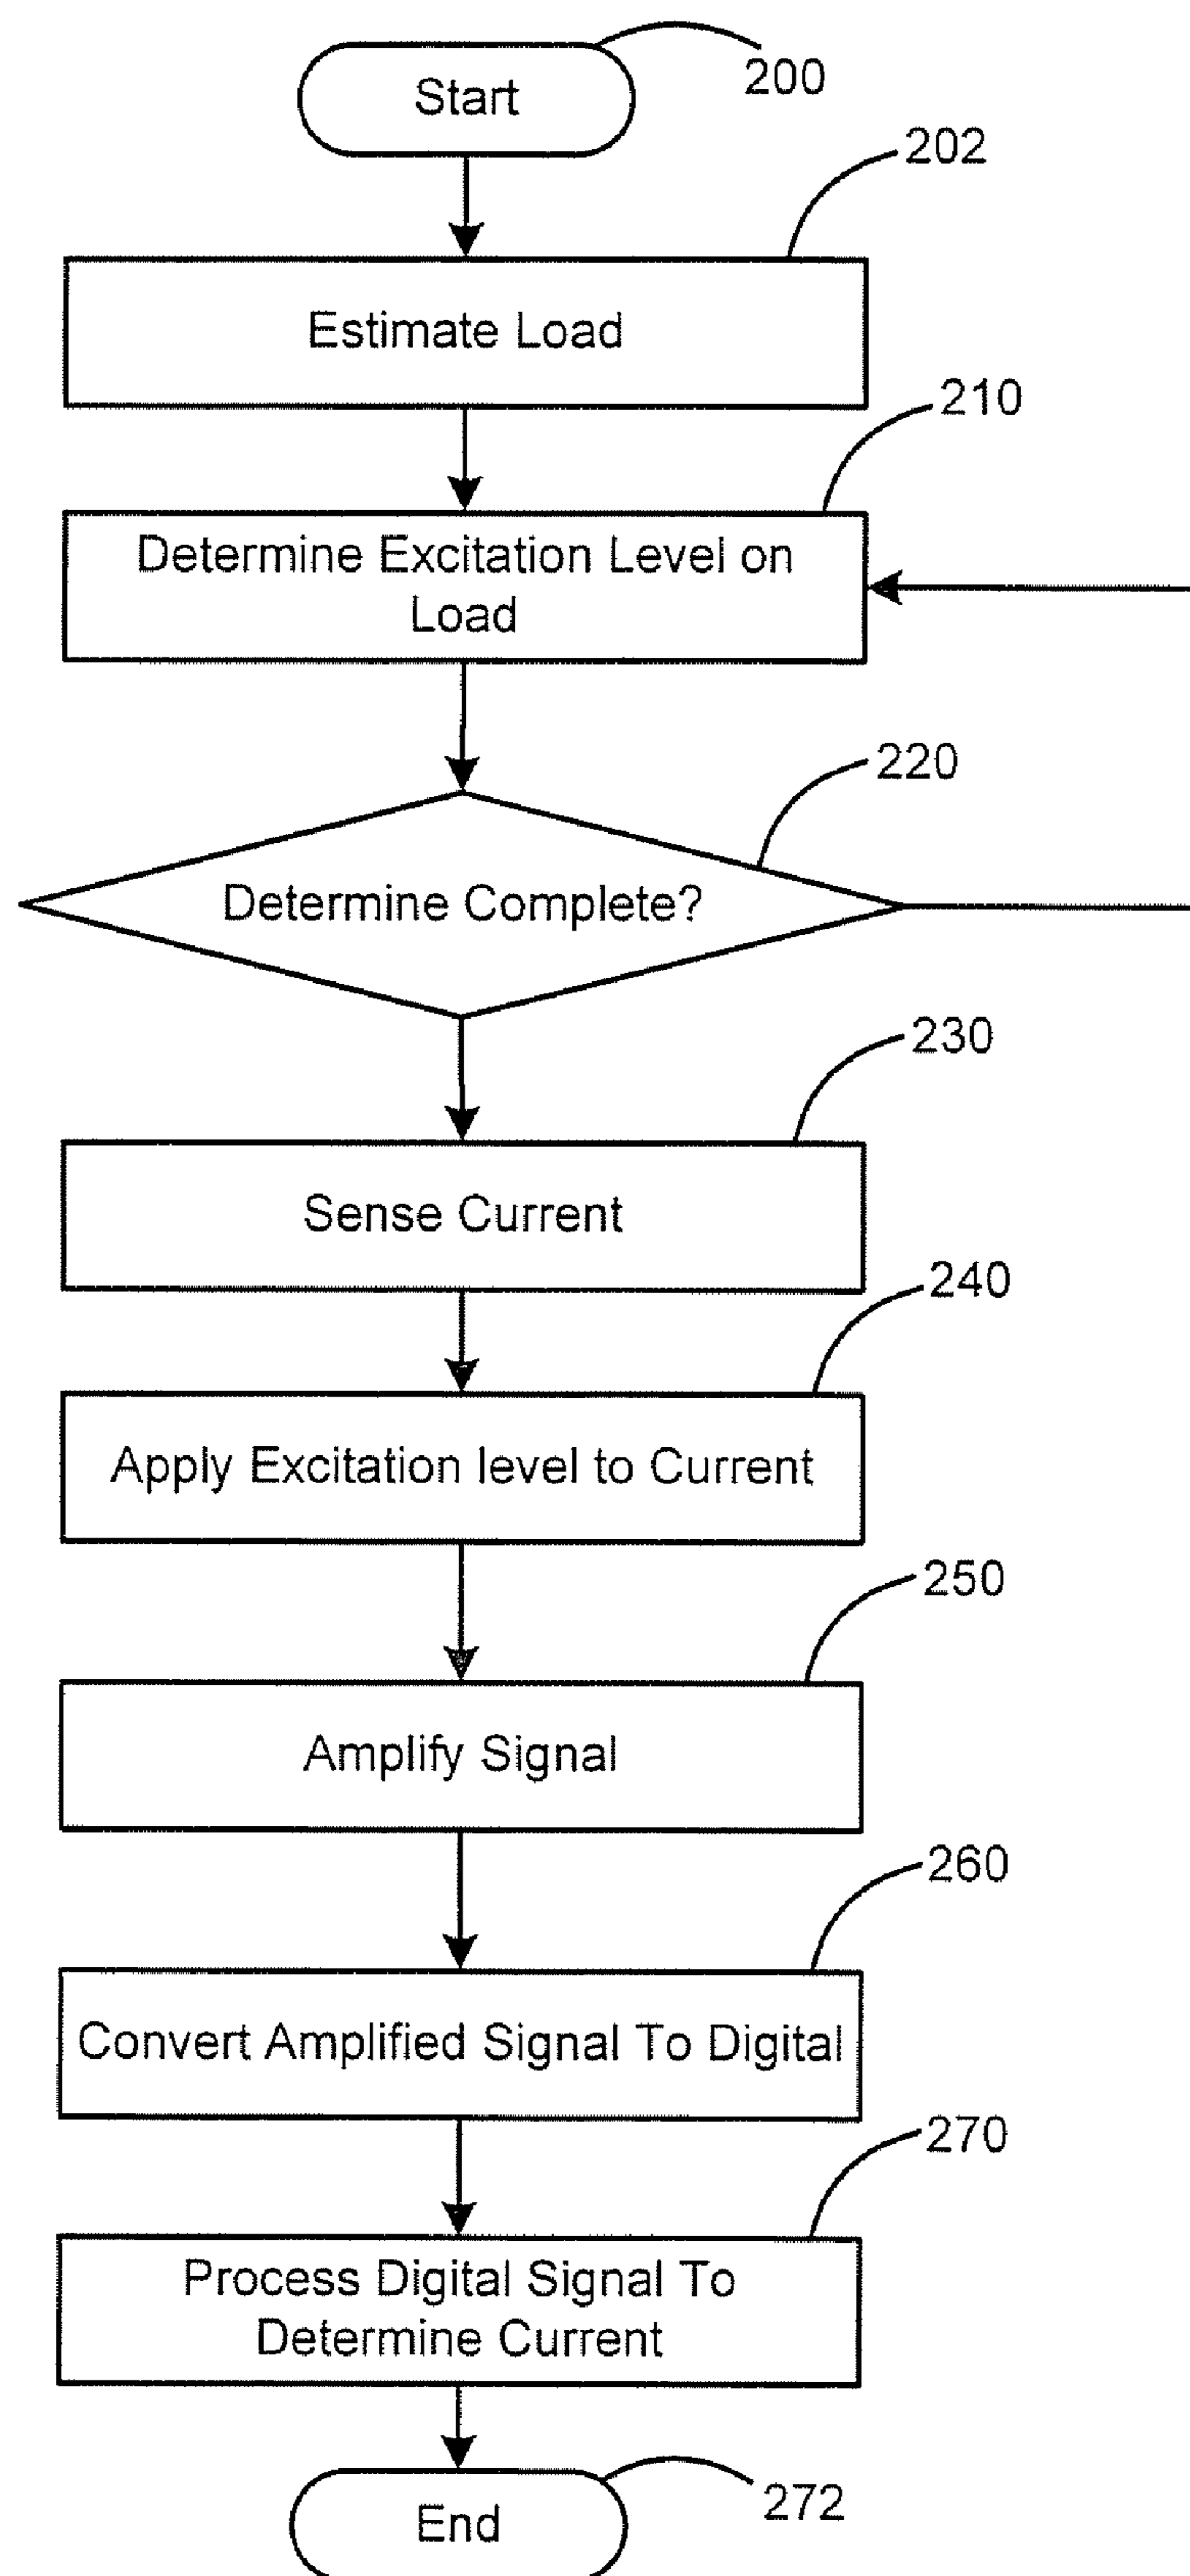 Start
200
202
Estimate Load
210
Determine Excitation Level on
Load
220
Determine Complete?
230
Sense Current
240
Apply Excitation level to Current
250
Amplify Signal
260
Convert Amplified Signal To Digital
270
Process Digital Signal To
Determine Current
272
End